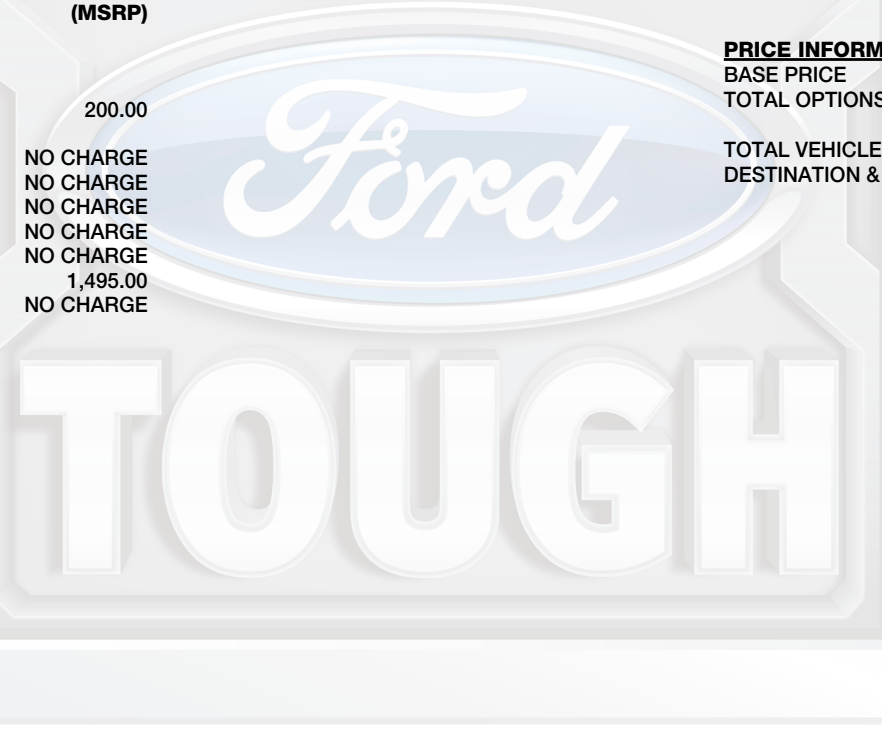 (MSRP)
200.00
NO CHARGE
NO CHARGE
NO CHARGE
NO CHARGE
NO CHARGE
1,495.00
NO CHARGE
PRICE INFORM
BASE PRICE
TOTAL OPTIONS
TOTAL VEHICLE
DESTINATION &
Ford
TOUGH